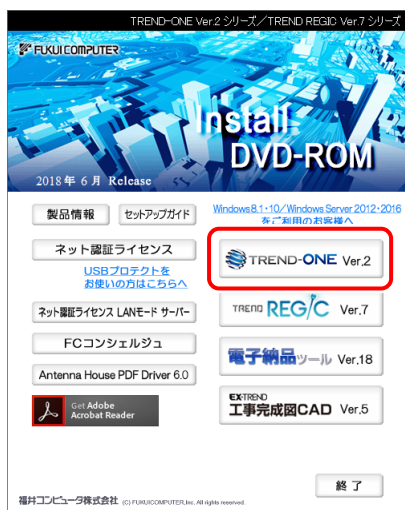 TREND-ONE Ver.2 シリーズ／TREND REGIC Ver.7 シリーズ
FUKUI COMPUTER
Install
DVD-ROM
2018年 6月 Release
製品情報
セットアップガイド
Windows8.1・10／Windows Server 2012・2016
をご利用のお客様へ
ネット認証ライセンス
USBプロテクトを
お使いの方はこちらへ
ネット認証ライセンス LANモード サーバー
FCコンシェルジュ
Antenna House PDF Driver 6.0
Get Adobe
Acrobat Reader
TREND-ONE Ver.2
TREND REGIC Ver.7
電子納品ツール Ver.18
EX-TREND
工事完成図CAD Ver.5
終了
福井コンピュータ株式会社 (C) FUKUI COMPUTER, Inc. All rights reserved.